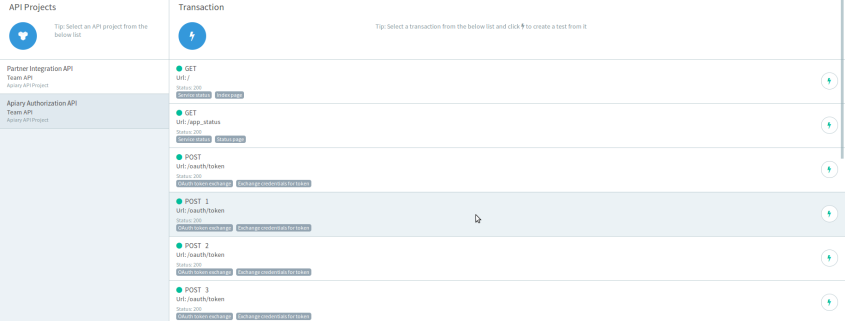 API Projects
Tip: Select an API project from the
below list
Partner Integration API
Team API
Apiary API Project
Apiary Authorization API
Team API
Apiary API Project
Transaction
Tip: Select a transaction from the below list and click to create a test from it
GET
Url: /
Status: 200
Service status Index page
GET
Url: /app_status
Status: 200
Service status Status page
POST
Url: /oauth/token
Status: 200
OAuth token exchange Exchange credentials for token
POST 1
Url: /oauth/token
Status: 200
OAuth token exchange Exchange credentials for token
POST 2
Url: /oauth/token
Status: 200
OAuth token exchange Exchange credentials for token
POST 3
Url: /oauth/token
Status: 200
OAuth token exchange Exchange credentials for token